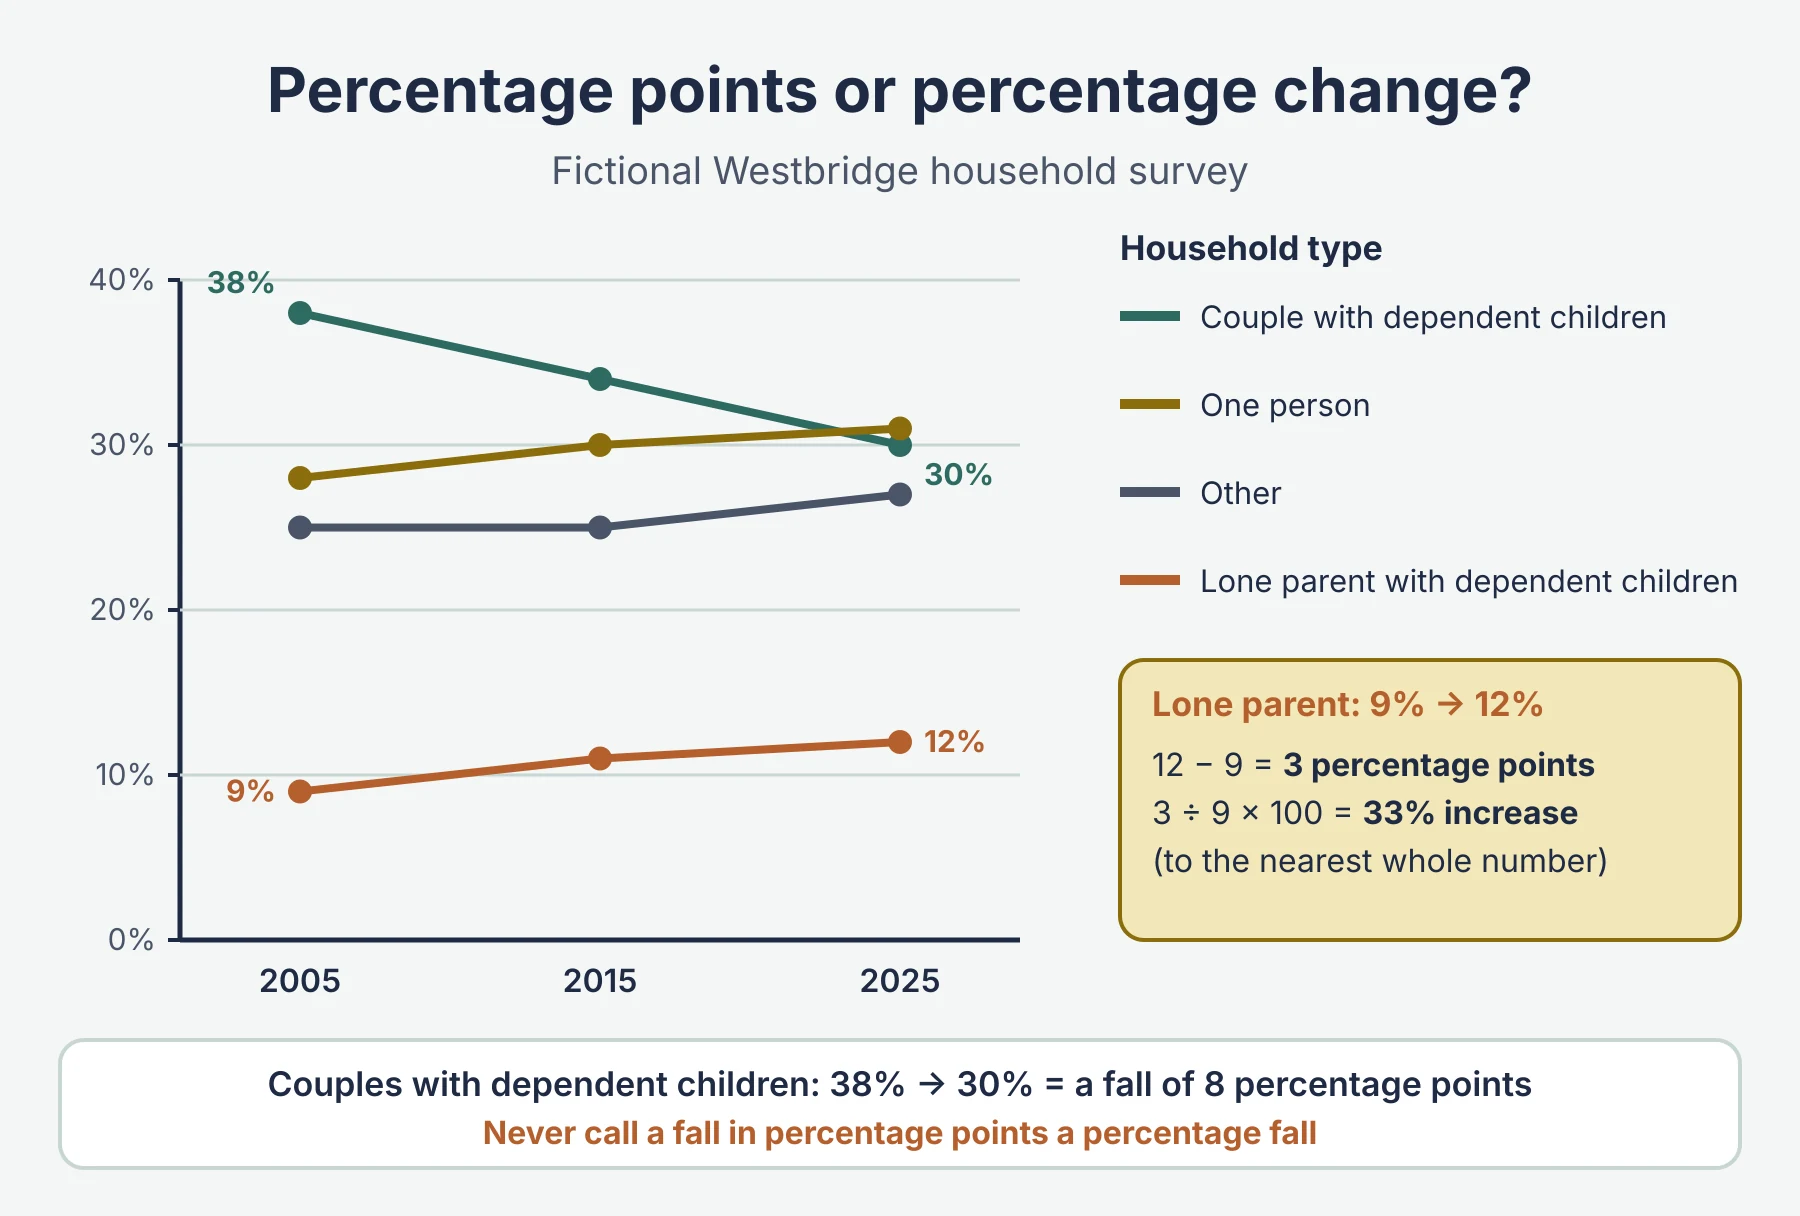 Percentage points or percentage change?
Fictional Westbridge household survey
40%
30%
20%
10%
0%
38%
30%
9%
12%
2005
2015
2025
Household type
Couple with dependent children
One person
Other
Lone parent with dependent children
Lone parent: 9% → 12%
12 − 9 = 3 percentage points
3 ÷ 9 × 100 = 33% increase
(to the nearest whole number)
Couples with dependent children: 38% → 30% = a fall of 8 percentage points
Never call a fall in percentage points a percentage fall